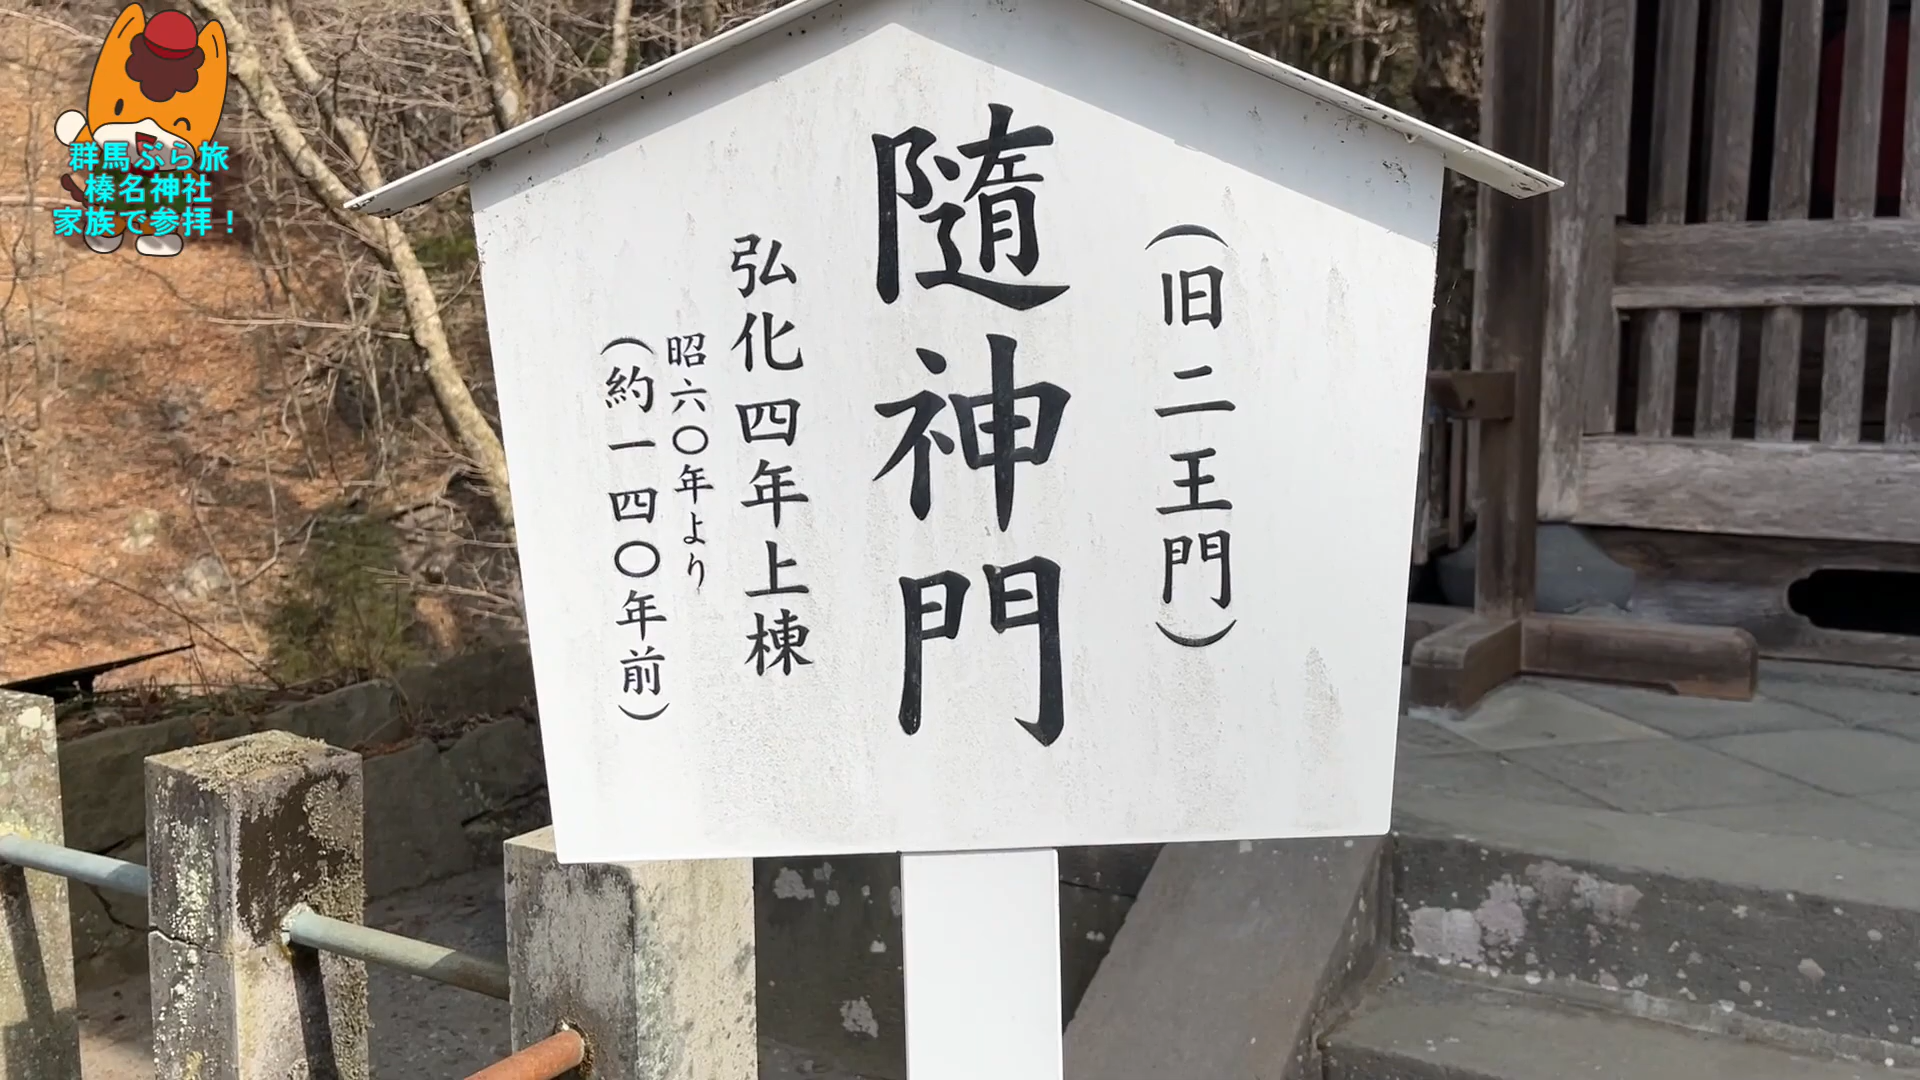 群馬ぶら旅
榛名神社
家族で参拝！
（旧二王門）
隨神門
弘化四年上棟
昭六〇年より
（約一四〇年前）